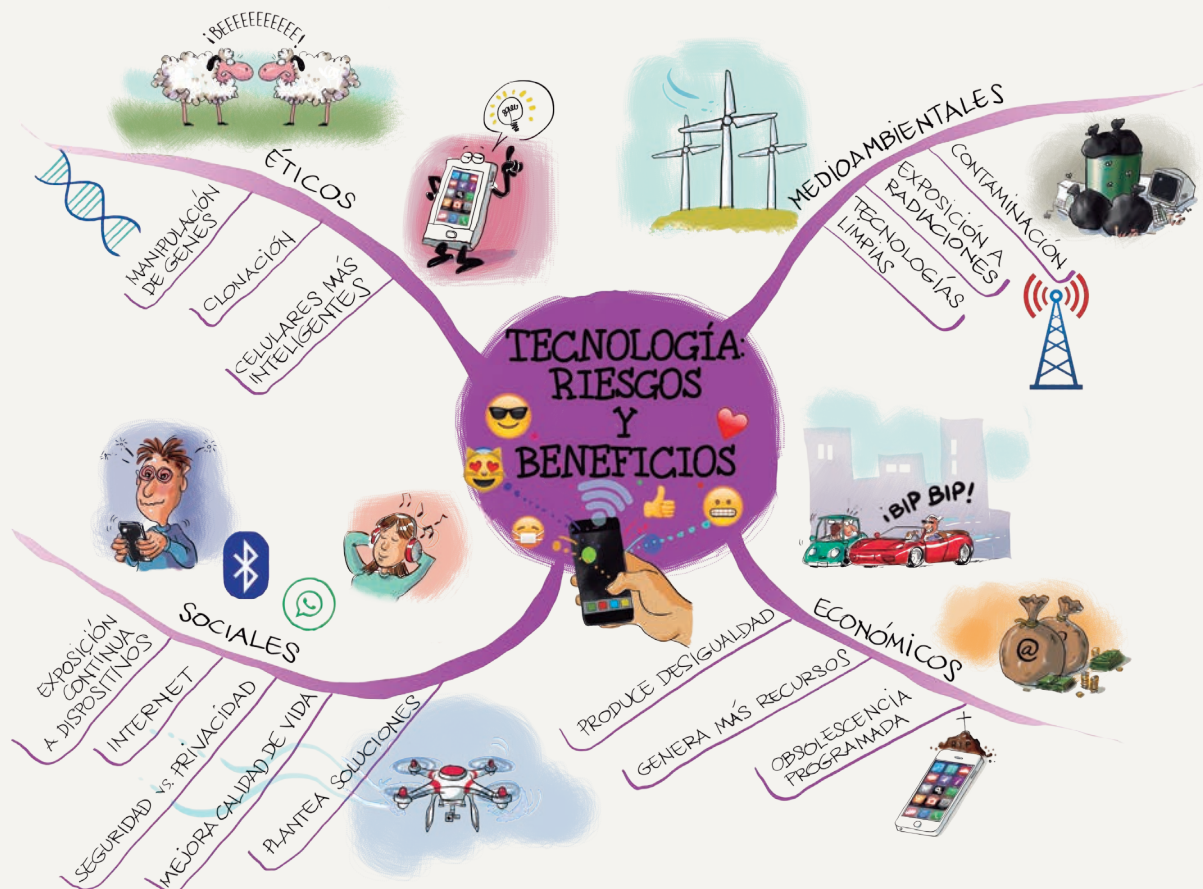 ¡BEEEEEEEEEEE!
IDEA
ÉTICOS
MANIPULACIÓN
DE GENES
CLONACIÓN
CELULARES MÁS
INTELIGENTES
MEDIOAMBIENTALES
TECNOLOGÍAS
LIMPIAS
EXPOSICIÓN A
RADIACIONES
CONTAMINACIÓN
TECNOLOGÍA:
RIESGOS
Y
BENEFICIOS
SOCIALES
EXPOSICIÓN
CONTINUA
A DISPOSITIVOS
INTERNET
SEGURIDAD VS. PRIVACIDAD
MEJORA CALIDAD DE VIDA
PLANTEA SOLUCIONES
¡BIP BIP!
ECONÓMICOS
@
PRODUCE DESIGUALDAD
GENERA MÁS RECURSOS
OBSOLESCENCIA
PROGRAMADA